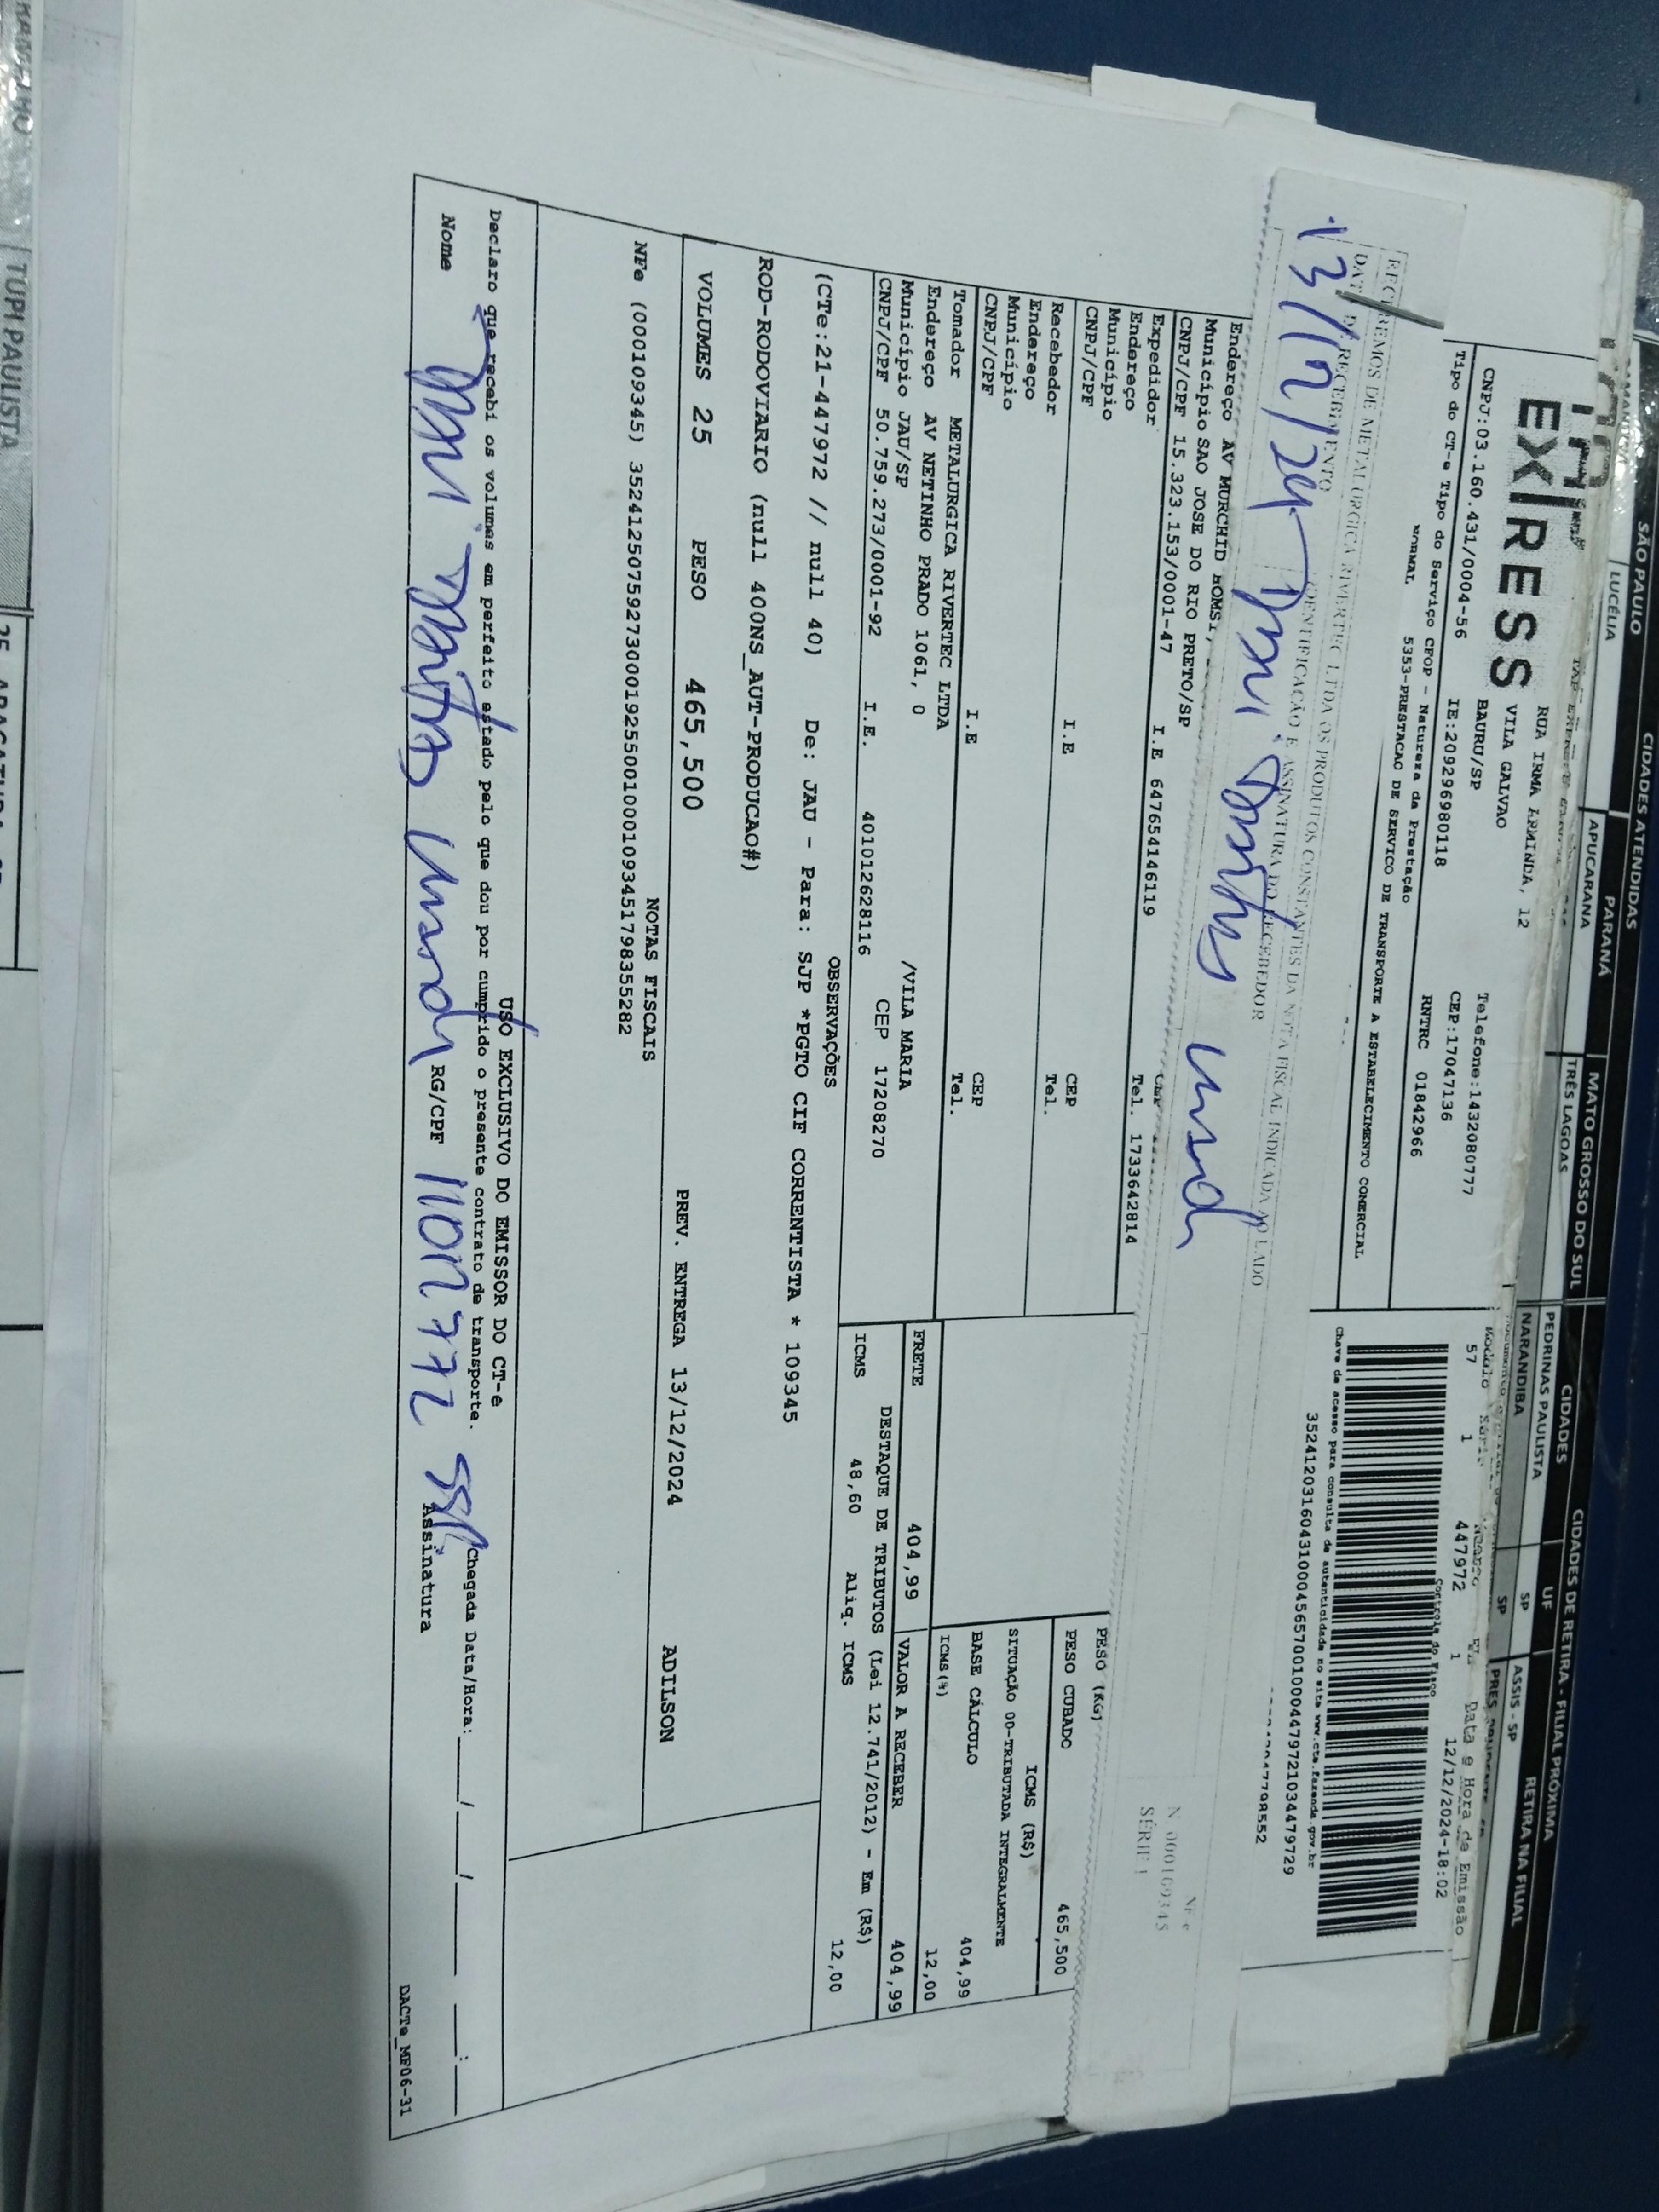 SÃO PAULO
CIDADES ATENDIDAS
PARANÁ
MATO GROSSO DO SUL
CIDADES
CIDADES DE RETIRA - FILIAL PRÓXIMA
LUCÉLIA
APUCARANA
TRÊS LAGOAS
PEDRINAS PAULISTA
UF
RETIRA NA FILIAL
NARANDIBA
SP
ASSIS - SP
SP
EXPRESS
RUA IRMA ARMINDA, 12
VILA GALVAO
Telefone:1432080777
BAURU/SP
CEP:17047136
CNPJ:03.160.431/0004-56
IE:209296980118
RNTRC 01842966
Tipo do CT-e Tipo do Serviço CFOP - Natureza da Prestação
NORMAL
5353-PRESTACAO DE SERVICO DE TRANSPORTE A ESTABELECIMENTO COMERCIAL
Modelo
Data e Hora de Emissão
57 1 447972 1 12/12/2024-18:02
Controle do Fisco
Chave de acesso para consulta de autenticidade no site www.cte.fazenda.gov.br
35241203160431000456570010004479721034479729
RECEBEMOS DE METALURGICA RIVERTEC LTDA OS PRODUTOS CONSTANTES DA NOTA FISCAL INDICADA AO LADO
DATA DE RECEBIMENTO
IDENTIFICAÇÃO E ASSINATURA DO RECEBEDOR
13/12/24
NF-e
N 000109345
SÉRIE 1
Endereço AV MURCHID HOMSI,
Município SAO JOSE DO RIO PRETO/SP
CNPJ/CPF 15.323.153/0001-47 I.E 647654146119
Tel. 1733642814
Expedidor
Endereço
Município CEP
CNPJ/CPF I.E Tel.
Recebedor
Endereço
Município CEP
CNPJ/CPF I.E Tel.
Tomador METALURGICA RIVERTEC LTDA
Endereço AV NETINHO PRADO 1061, 0 /VILA MARIA
Município JAU/SP CEP 17208270
CNPJ/CPF 50.759.273/0001-92 I.E. 401012628116
PESO (KG)
PESO CUBADO 465,500
ICMS (R$)
SITUAÇÃO 00-TRIBUTADA INTEGRALMENTE
BASE CÁLCULO 404,99
ICMS(%) 12,00
FRETE 404,99 VALOR A RECEBER 404,99
DESTAQUE DE TRIBUTOS (Lei 12.741/2012) - Em (R$)
ICMS 48,60 Aliq. ICMS 12,00
OBSERVAÇÕES
(CTe:21-447972 // null 40) De: JAU - Para: SJP *PGTO CIF CORRENTISTA * 109345
ROD-RODOVIARIO (null 400NS_AUT-PRODUCAO#)
VOLUMES 25 PESO 465,500 PREV. ENTREGA 13/12/2024 ADILSON
NOTAS FISCAIS
NFe (000109345) 35241250759273000192550010001093451798355282
USO EXCLUSIVO DO EMISSOR DO CT-e
Declaro que recebi os volumes em perfeito estado pelo que dou por cumprido o presente contrato de transporte. Chegada Data/Hora: ___/___/_____ ___:___
Nome RG/CPF Assinatura
DACTe_MF06-31
TUPI PAULISTA